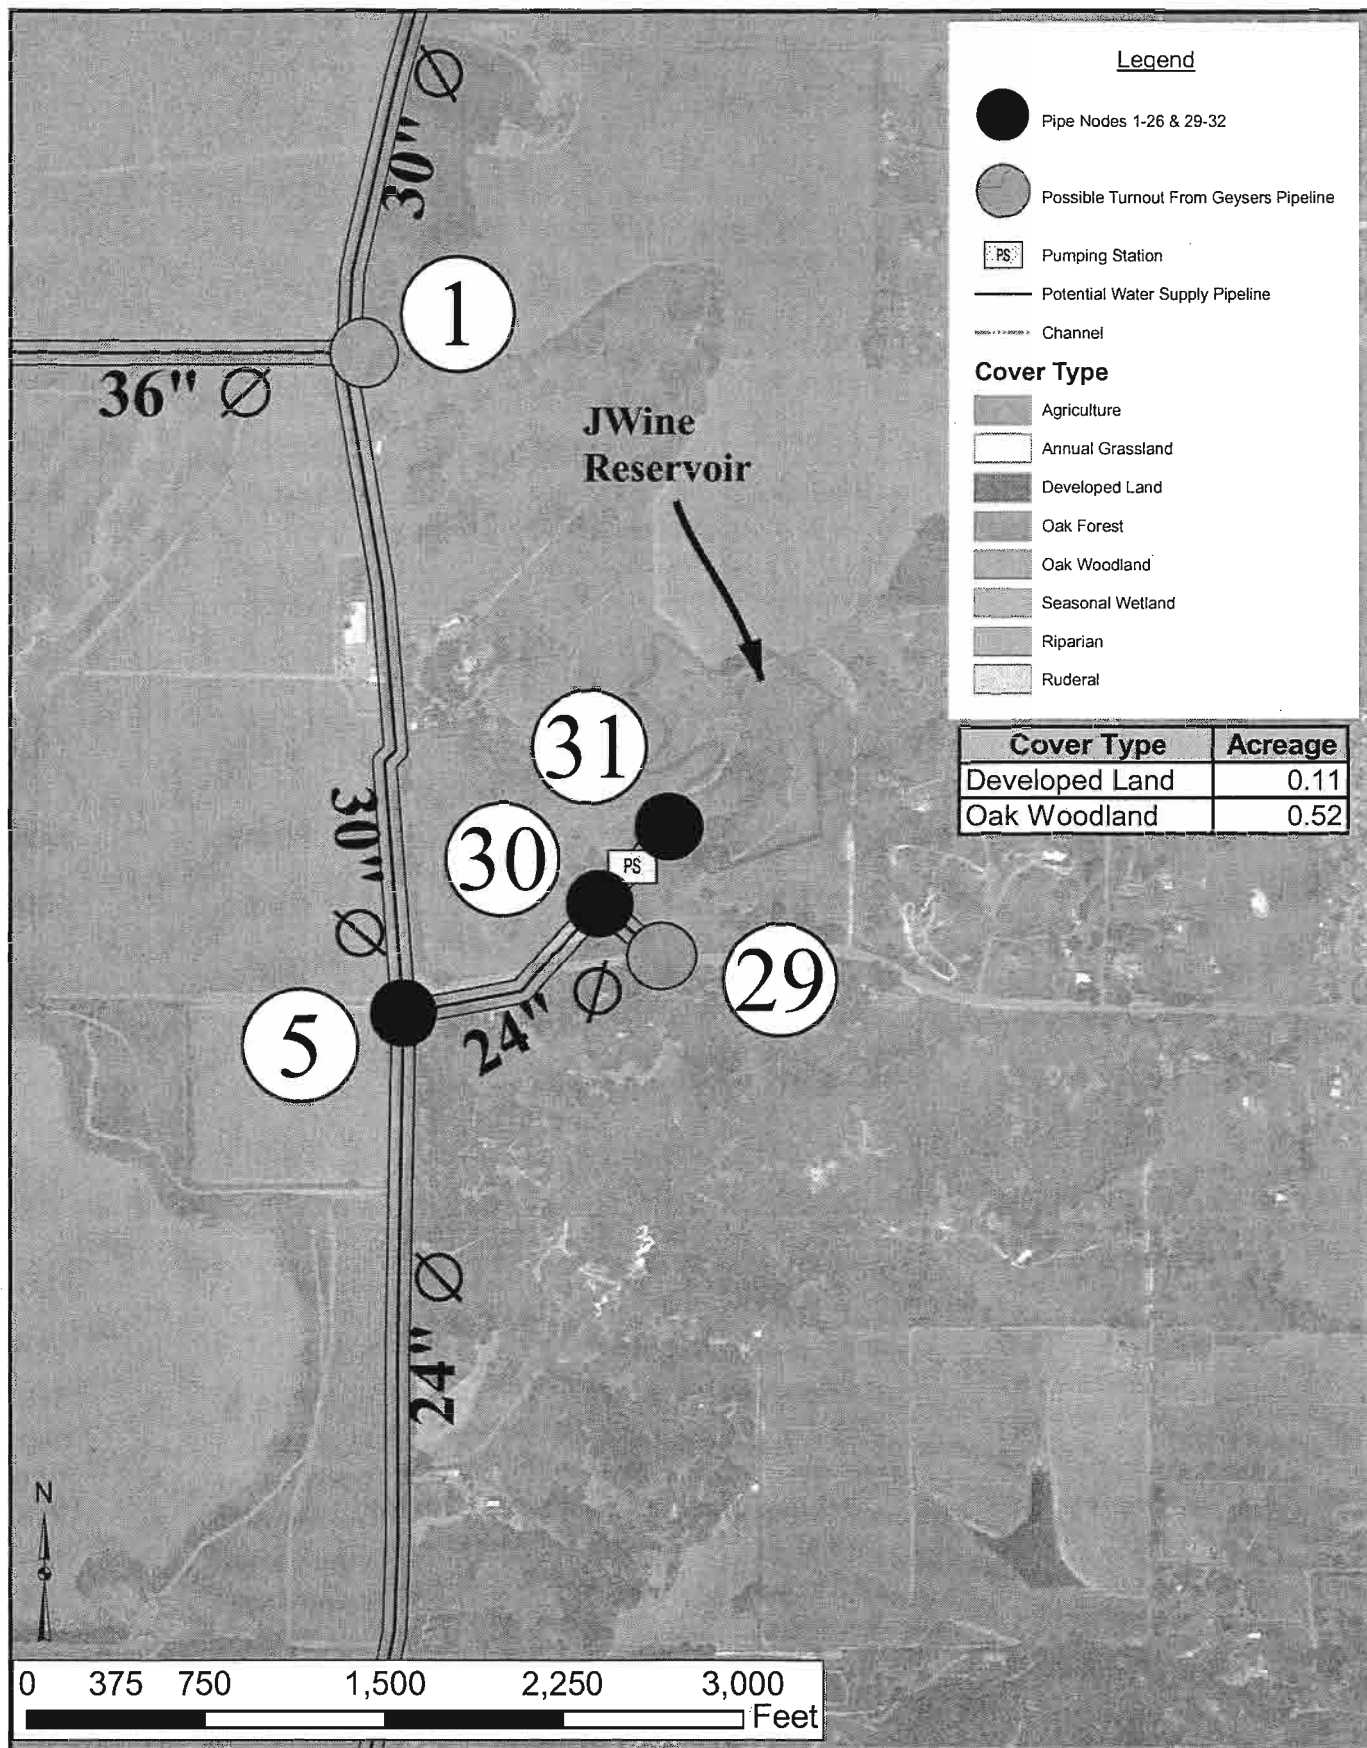 Legend
Pipe Nodes 1-26 & 29-32
Possible Turnout From Geysers Pipeline
PS
Pumping Station
Potential Water Supply Pipeline
Channel
Cover Type
Agriculture
Annual Grassland
Developed Land
Oak Forest
Oak Woodland
Seasonal Wetland
Riparian
Ruderal
Cover Type Acreage
Developed Land 0.11
Oak Woodland 0.52
30" Ø
1
36" Ø
JWine
Reservoir
31
30" Ø
30
PS
29
24" Ø
5
24" Ø
N
0 375 750 1,500 2,250 3,000
Feet